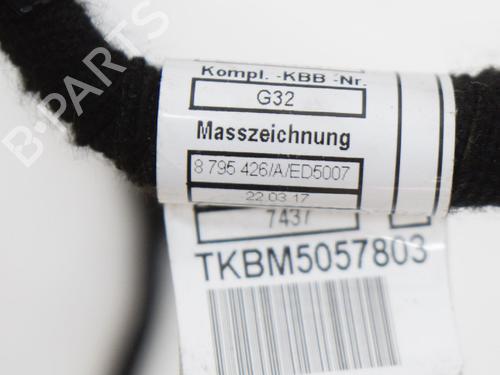 Kompl. -KBB -Nr.
G32
Masszeichnung
8 795 426/A/ED5007
22.03.17
7437
TKBM5057803
B-PARTS